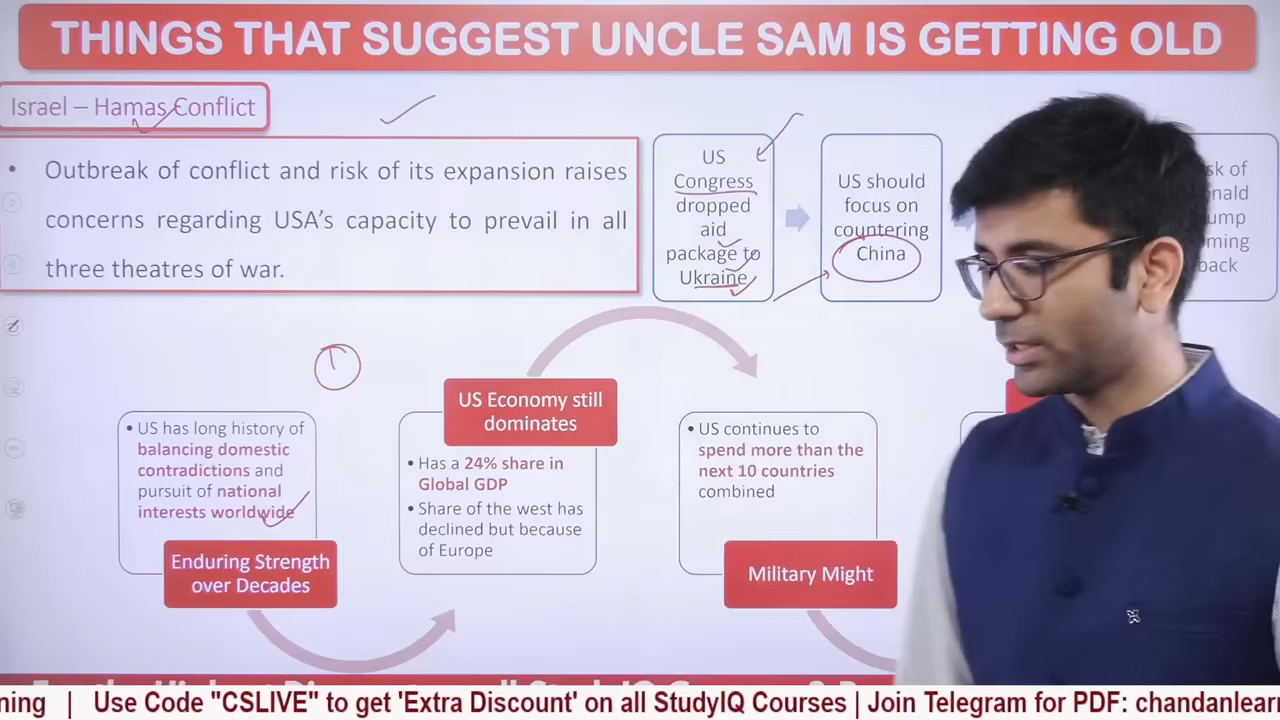 THINGS THAT SUGGEST UNCLE SAM IS GETTING OLD
Israel – Hamas Conflict
• Outbreak of conflict and risk of its expansion raises
concerns regarding USA's capacity to prevail in all
three theatres of war.
US
Congress
dropped
aid
package to
Ukraine
US should
focus on
countering
China
of
coming
back
• US has long history of
balancing domestic
contradictions and
pursuit of national
interests worldwide
Enduring Strength
over Decades
US Economy still
dominates
• Has a 24% share in
Global GDP
• Share of the west has
declined but because
of Europe
• US continues to
spend more than the
next 10 countries
combined
Military Might
ning | Use Code "CSLIVE" to get 'Extra Discount' on all StudyIQ Courses | Join Telegram for PDF: chandanlearn